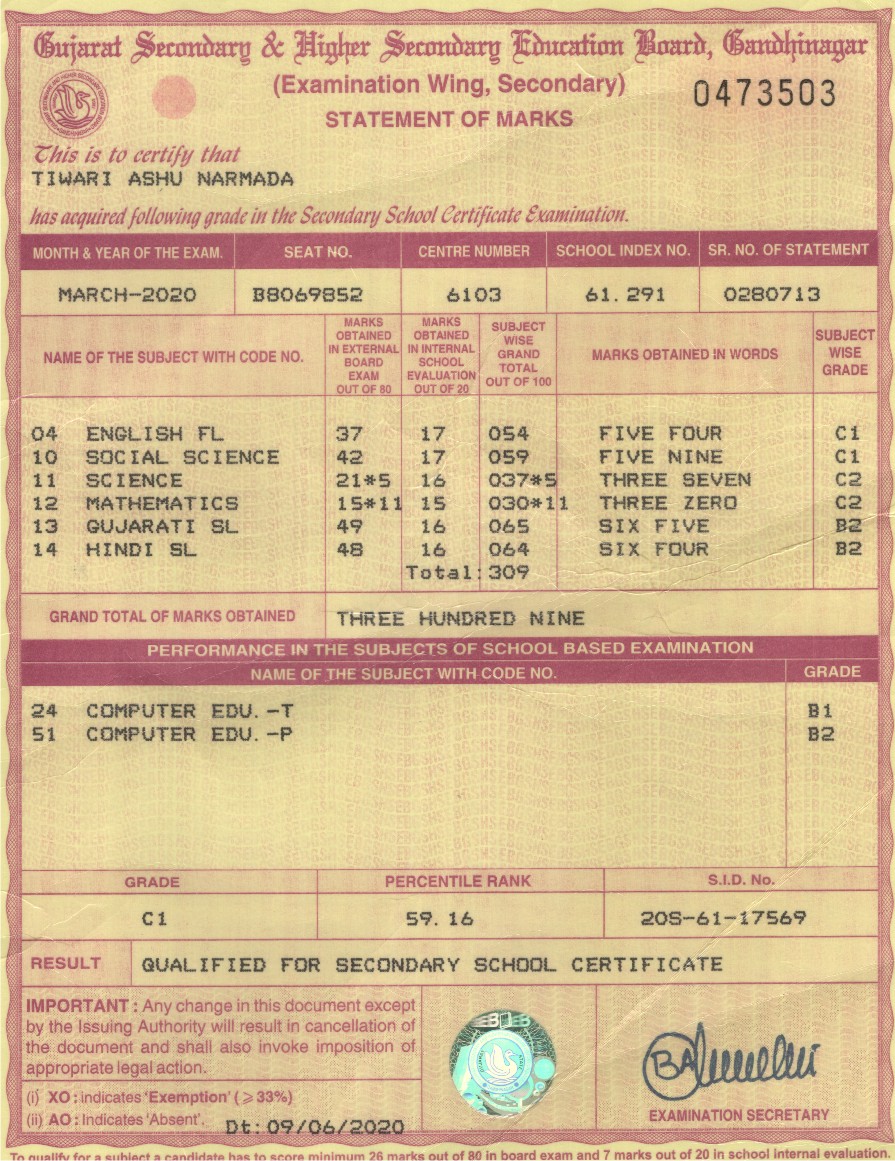 Gujarat Secondary & Higher Secondary Education Board, Gandhinagar
(Examination Wing, Secondary)
0473503
STATEMENT OF MARKS
This is to certify that
TIWARI ASHU NARMADA
has acquired following grade in the Secondary School Certificate Examination.
MONTH & YEAR OF THE EXAM. SEAT NO. CENTRE NUMBER SCHOOL INDEX NO. SR. NO. OF STATEMENT
MARCH-2020 B8069852 6103 61.291 0280713
NAME OF THE SUBJECT WITH CODE NO. MARKS OBTAINED IN EXTERNAL BOARD EXAM OUT OF 80 MARKS OBTAINED IN INTERNAL SCHOOL EVALUATION OUT OF 20 SUBJECT WISE GRAND TOTAL OUT OF 100 MARKS OBTAINED IN WORDS SUBJECT WISE GRADE
04 ENGLISH FL 37 17 054 FIVE FOUR C1
10 SOCIAL SCIENCE 42 17 059 FIVE NINE C1
11 SCIENCE 21*5 16 037*5 THREE SEVEN C2
12 MATHEMATICS 15*11 15 030*11 THREE ZERO C2
13 GUJARATI SL 49 16 065 SIX FIVE B2
14 HINDI SL 48 16 064 SIX FOUR B2
Total:309
GRAND TOTAL OF MARKS OBTAINED THREE HUNDRED NINE
PERFORMANCE IN THE SUBJECTS OF SCHOOL BASED EXAMINATION
NAME OF THE SUBJECT WITH CODE NO. GRADE
24 COMPUTER EDU.-T B1
51 COMPUTER EDU.-P B2
GRADE PERCENTILE RANK S.I.D. No.
C1 59.16 20S-61-17569
RESULT QUALIFIED FOR SECONDARY SCHOOL CERTIFICATE
IMPORTANT : Any change in this document except
by the Issuing Authority will result in cancellation of
the document and shall also invoke imposition of
appropriate legal action.
(i) XO : indicates 'Exemption' (⩾ 33%)
(ii) AO : Indicates 'Absent'.
Dt:09/06/2020
EXAMINATION SECRETARY
To qualify for a subject a candidate has to score minimum 26 marks out of 80 in board exam and 7 marks out of 20 in school internal evaluation.